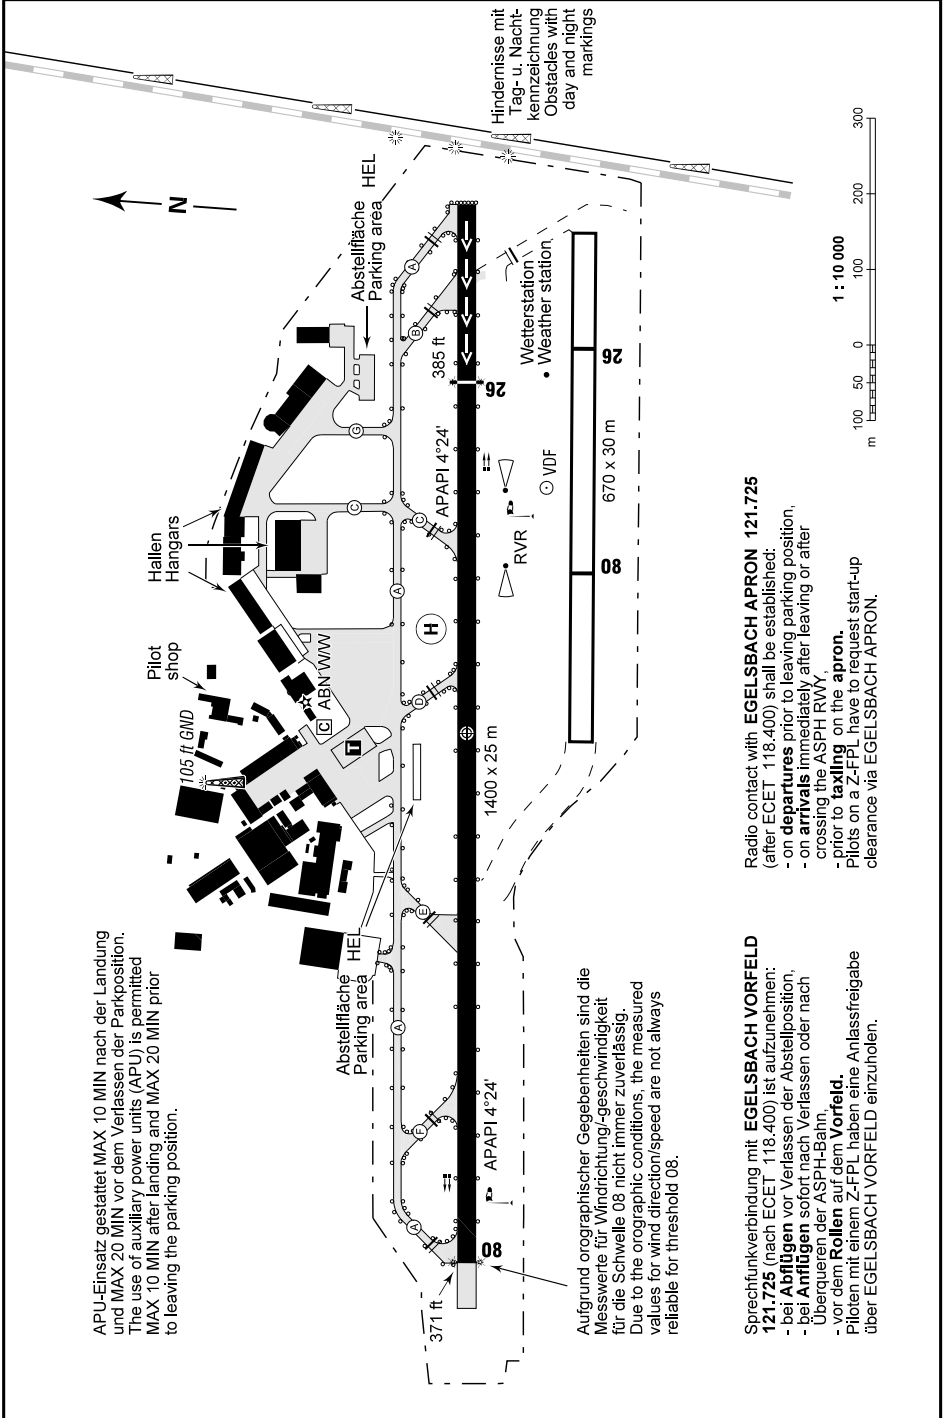 APU-Einsatz gestattet MAX 10 MIN nach der Landung
und MAX 20 MIN vor dem Verlassen der Parkposition.
The use of auxiliary power units (APU) is permitted
MAX 10 MIN after landing and MAX 20 MIN prior
to leaving the parking position.
105 ft GND
Pilot
shop
Hallen
Hangars
N
Hindernisse mit
Tag- u. Nacht-
kennzeichnung
Obstacles with
day and night
markings
Abstellfläche
Parking area
HEL
C
ABN W/W
T
G
C
A
B
A
C
A
H
D
E
A
F
A
Abstellfläche
Parking area
HEL
371 ft
08
APAPI 4°24'
1400 x 25 m
APAPI 4°24'
385 ft
26
RVR
VDF
Wetterstation
Weather station
08
670 x 30 m
26
Aufgrund orographischer Gegebenheiten sind die
Messwerte für Windrichtung/-geschwindigkeit
für die Schwelle 08 nicht immer zuverlässig.
Due to the orographic conditions, the measured
values for wind direction/speed are not always
reliable for threshold 08.
Sprechfunkverbindung mit EGELSBACH VORFELD
121.725 (nach ECET 118.400) ist aufzunehmen:
- bei Abflügen vor Verlassen der Abstellposition,
- bei Anflügen sofort nach Verlassen oder nach
Überqueren der ASPH-Bahn,
- vor dem Rollen auf dem Vorfeld.
Piloten mit einem Z-FPL haben eine Anlassfreigabe
über EGELSBACH VORFELD einzuholen.
Radio contact with EGELSBACH APRON 121.725
(after ECET 118.400) shall be established:
- on departures prior to leaving parking position,
- on arrivals immediately after leaving or after
crossing the ASPH RWY,
- prior to taxiing on the apron.
Pilots on a Z-FPL have to request start-up
clearance via EGELSBACH APRON.
1 : 10 000
m 100 50 0 100 200 300